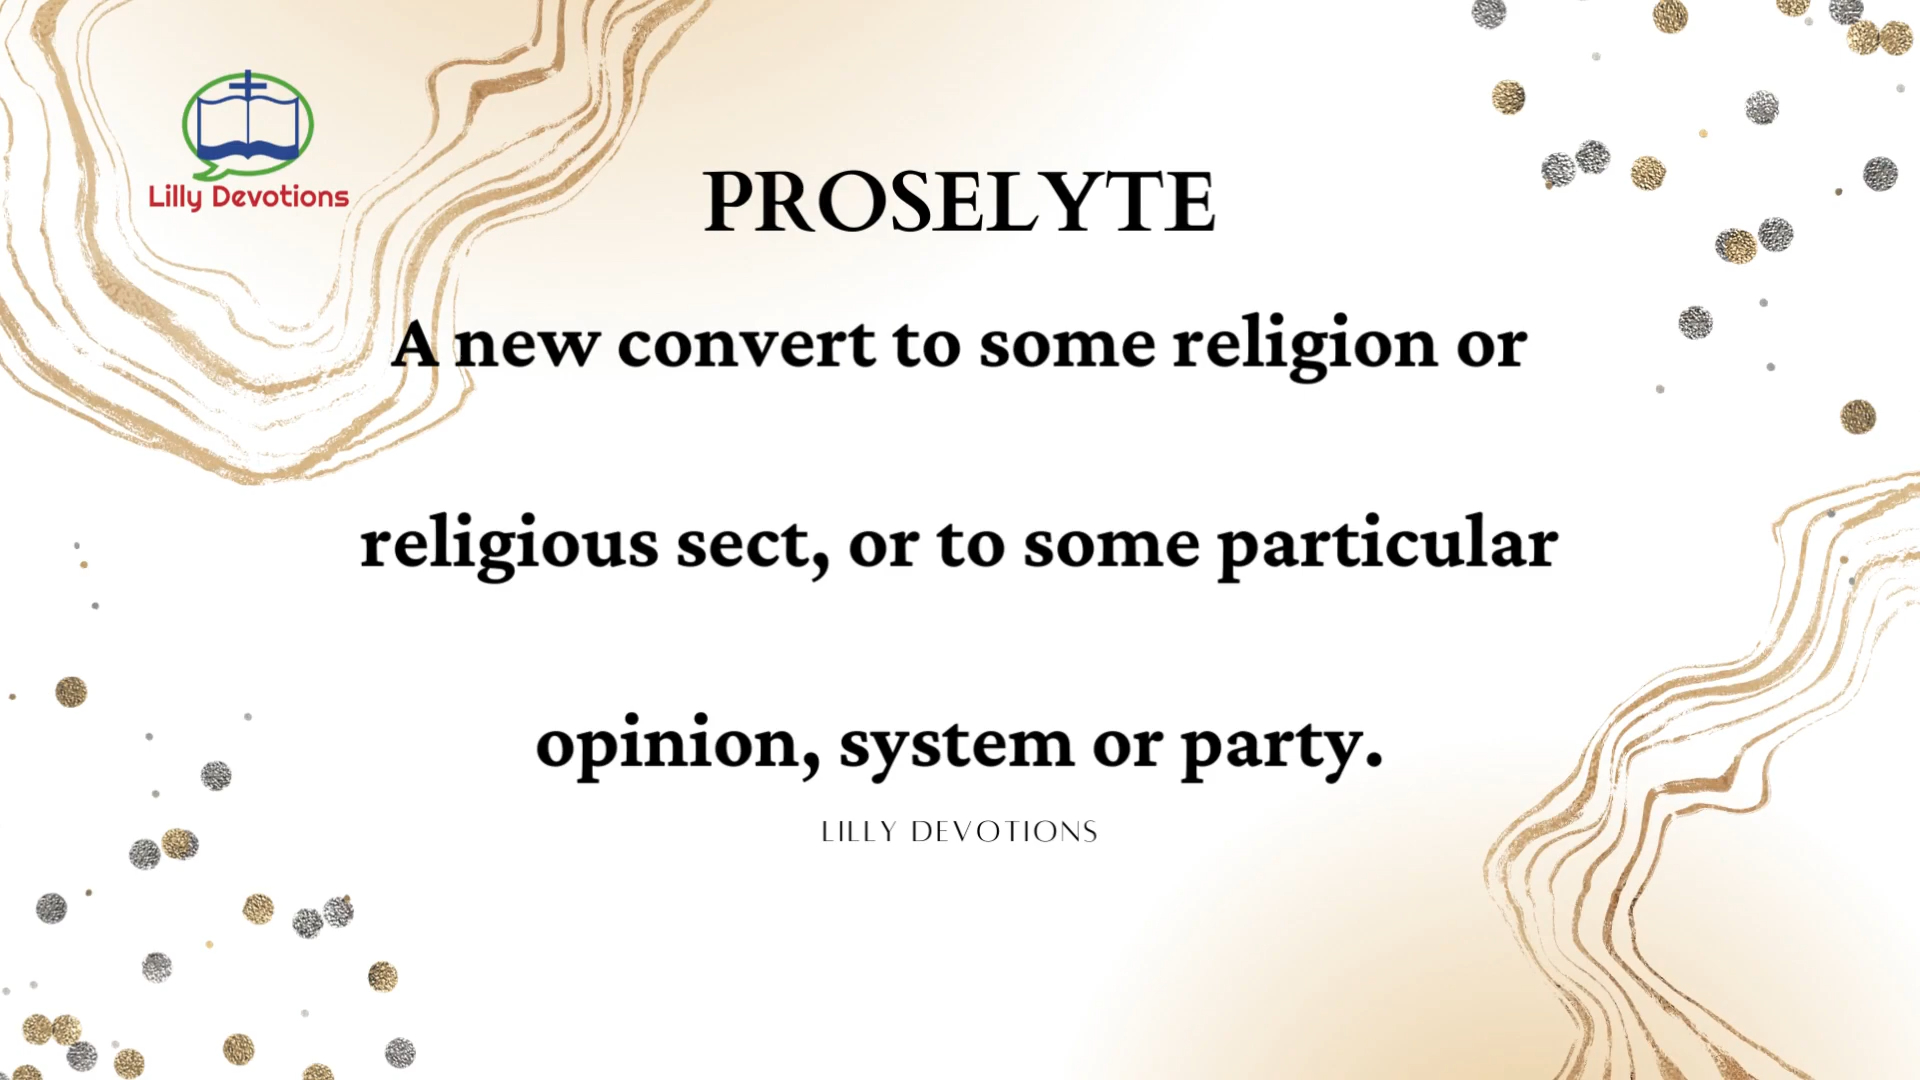 Lilly Devotions
PROSELYTE
A new convert to some religion or
religious sect, or to some particular
opinion, system or party.
LILLY DEVOTIONS